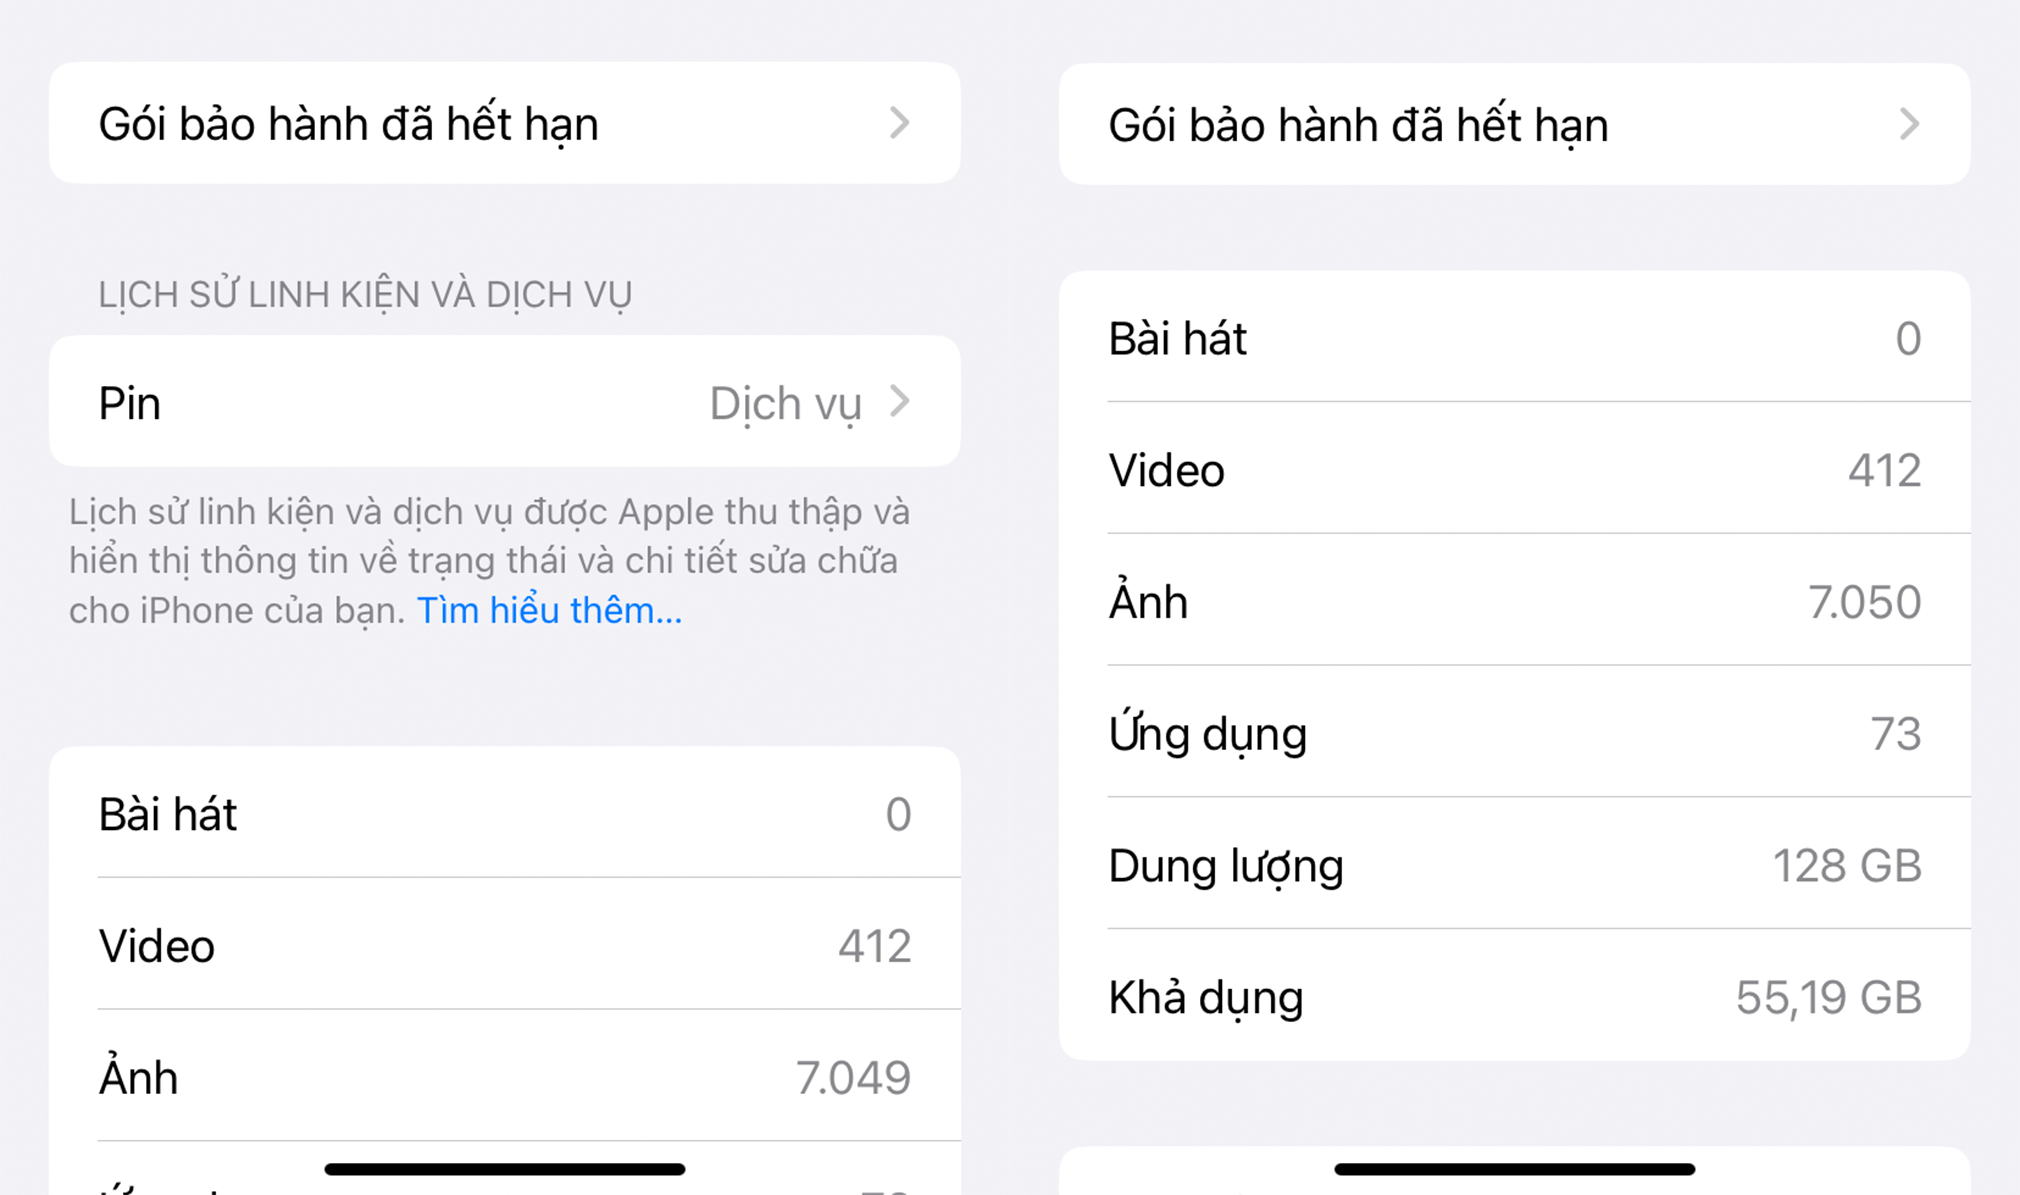 Gói bảo hành đã hết hạn
LỊCH SỬ LINH KIỆN VÀ DỊCH VỤ
Pin Dịch vụ
Lịch sử linh kiện và dịch vụ được Apple thu thập và
hiển thị thông tin về trạng thái và chi tiết sửa chữa
cho iPhone của bạn. Tìm hiểu thêm...
Bài hát 0
Video 412
Ảnh 7.049
Gói bảo hành đã hết hạn
Bài hát 0
Video 412
Ảnh 7.050
Ứng dụng 73
Dung lượng 128 GB
Khả dụng 55,19 GB